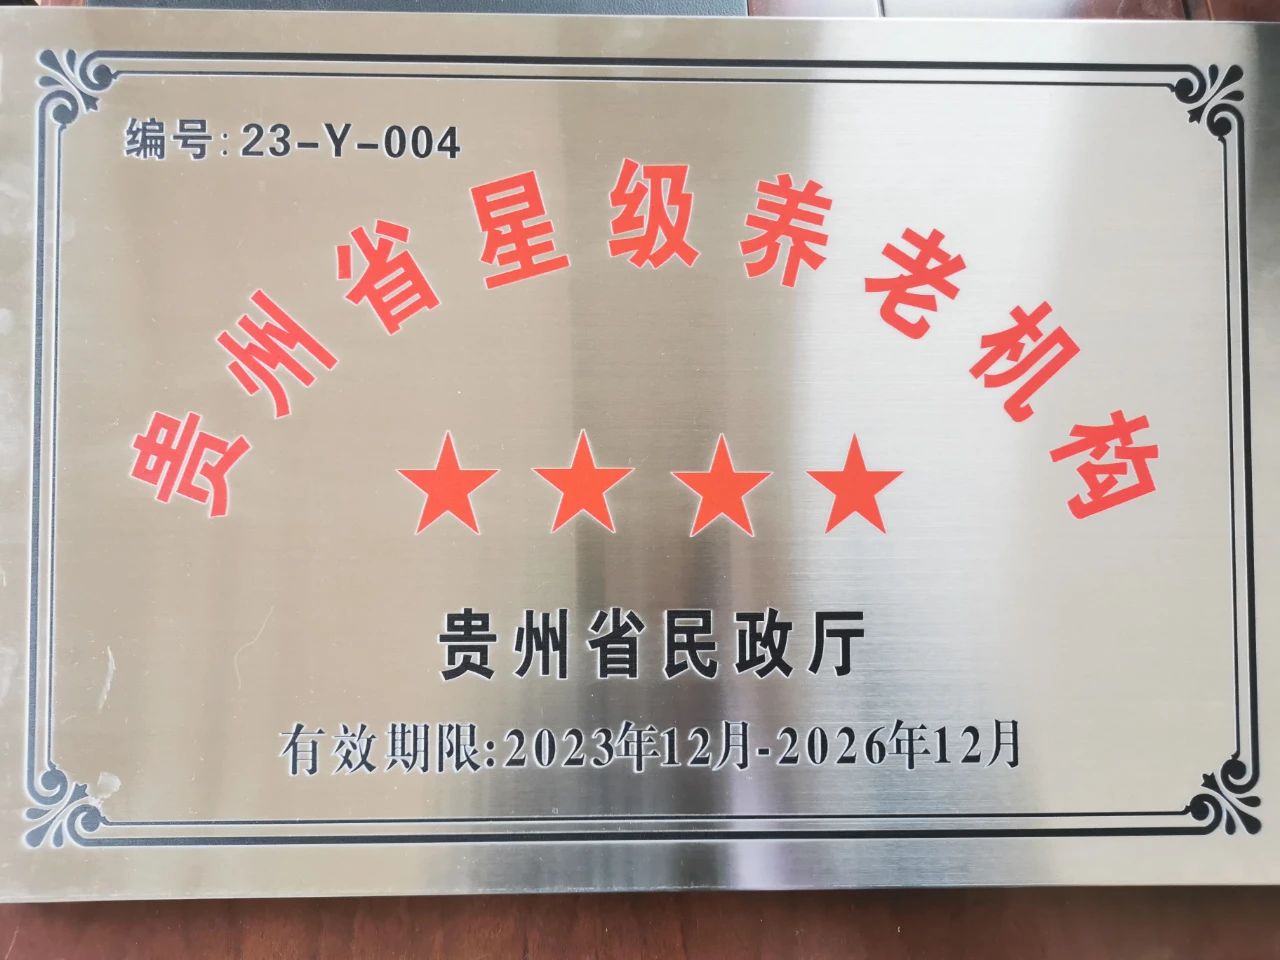 编号:23-Y-004
贵州省星级养老机构
★★★★
贵州省民政厅
有效期限:2023年12月-2026年12月